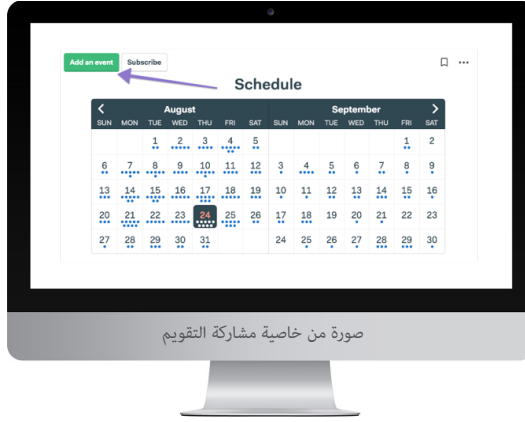 Add an event Subscribe
Schedule
August September
SUN MON TUE WED THU FRI SAT SUN MON TUE WED THU FRI SAT
1 2 3 4 5 1 2
6 7 8 9 10 11 12 3 4 5 6 7 8 9
13 14 15 16 17 18 19 10 11 12 13 14 15 16
20 21 22 23 24 25 26 17 18 19 20 21 22 23
27 28 29 30 31 24 25 26 27 28 29 30
صورة من خاصية مشاركة التقويم